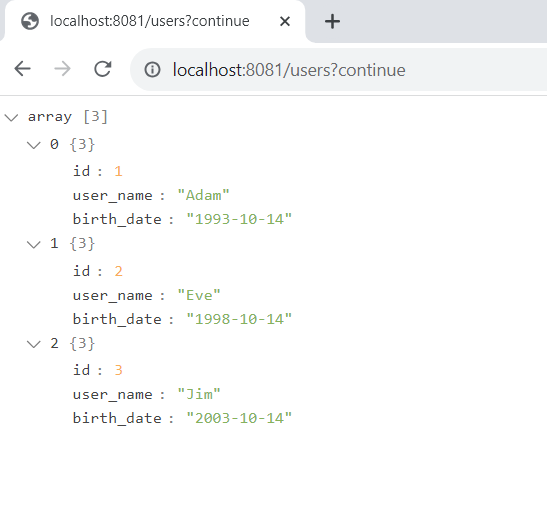 localhost:8081/users?continue
localhost:8081/users?continue
array [3]
0 {3}
id : 1
user_name : "Adam"
birth_date : "1993-10-14"
1 {3}
id : 2
user_name : "Eve"
birth_date : "1998-10-14"
2 {3}
id : 3
user_name : "Jim"
birth_date : "2003-10-14"